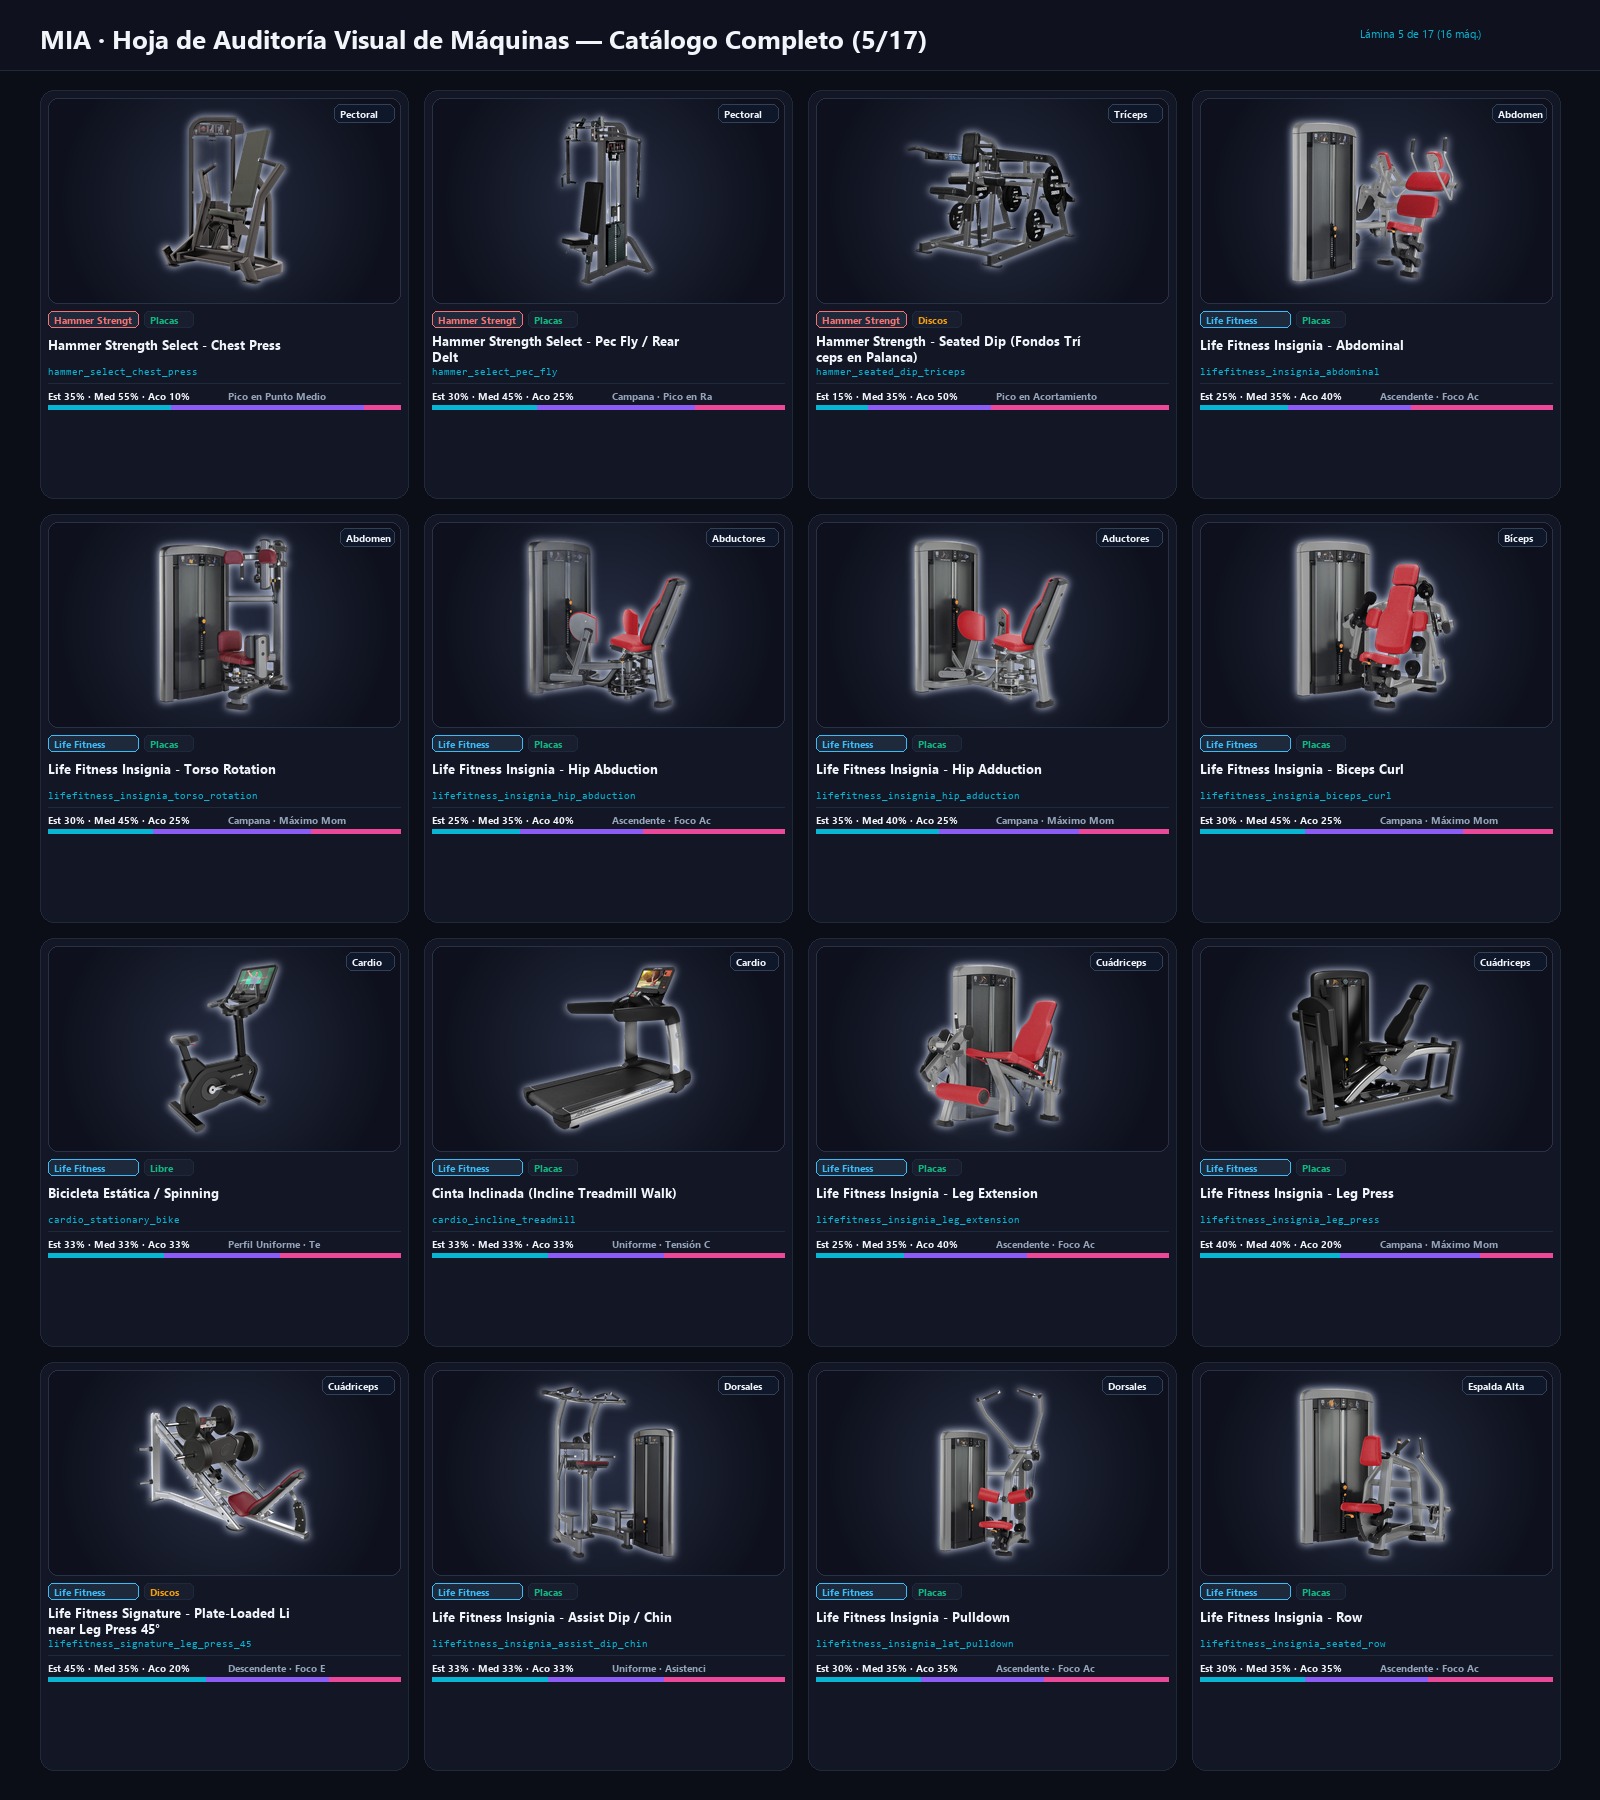 MIA · Hoja de Auditoría Visual de Máquinas — Catálogo Completo (5/17)
Lámina 5 de 17 (16 máq.)
Pectoral
Hammer Strengt
Placas
Hammer Strength Select - Chest Press
hammer_select_chest_press
Est 35% · Med 55% · Aco 10%
Pico en Punto Medio
Pectoral
Hammer Strengt
Placas
Hammer Strength Select - Pec Fly / Rear
Delt
hammer_select_pec_fly
Est 30% · Med 45% · Aco 25%
Campana · Pico en Ra
Tríceps
Hammer Strengt
Discos
Hammer Strength - Seated Dip (Fondos Trí
ceps en Palanca)
hammer_seated_dip_triceps
Est 15% · Med 35% · Aco 50%
Pico en Acortamiento
Abdomen
Life Fitness
Placas
Life Fitness Insignia - Abdominal
lifefitness_insignia_abdominal
Est 25% · Med 35% · Aco 40%
Ascendente · Foco Ac
Abdomen
Life Fitness
Placas
Life Fitness Insignia - Torso Rotation
lifefitness_insignia_torso_rotation
Est 30% · Med 45% · Aco 25%
Campana · Máximo Mom
Abductores
Life Fitness
Placas
Life Fitness Insignia - Hip Abduction
lifefitness_insignia_hip_abduction
Est 25% · Med 35% · Aco 40%
Ascendente · Foco Ac
Aductores
Life Fitness
Placas
Life Fitness Insignia - Hip Adduction
lifefitness_insignia_hip_adduction
Est 35% · Med 40% · Aco 25%
Campana · Máximo Mom
Bíceps
Life Fitness
Placas
Life Fitness Insignia - Biceps Curl
lifefitness_insignia_biceps_curl
Est 30% · Med 45% · Aco 25%
Campana · Máximo Mom
Cardio
Life Fitness
Libre
Bicicleta Estática / Spinning
cardio_stationary_bike
Est 33% · Med 33% · Aco 33%
Perfil Uniforme · Te
Cardio
Life Fitness
Placas
Cinta Inclinada (Incline Treadmill Walk)
cardio_incline_treadmill
Est 33% · Med 33% · Aco 33%
Uniforme · Tensión C
Cuádriceps
Life Fitness
Placas
Life Fitness Insignia - Leg Extension
lifefitness_insignia_leg_extension
Est 25% · Med 35% · Aco 40%
Ascendente · Foco Ac
Cuádriceps
Life Fitness
Placas
Life Fitness Insignia - Leg Press
lifefitness_insignia_leg_press
Est 40% · Med 40% · Aco 20%
Campana · Máximo Mom
Cuádriceps
Life Fitness
Discos
Life Fitness Signature - Plate-Loaded Li
near Leg Press 45°
lifefitness_signature_leg_press_45
Est 45% · Med 35% · Aco 20%
Descendente · Foco E
Dorsales
Life Fitness
Placas
Life Fitness Insignia - Assist Dip / Chin
lifefitness_insignia_assist_dip_chin
Est 33% · Med 33% · Aco 33%
Uniforme · Asistenci
Dorsales
Life Fitness
Placas
Life Fitness Insignia - Pulldown
lifefitness_insignia_lat_pulldown
Est 30% · Med 35% · Aco 35%
Ascendente · Foco Ac
Espalda Alta
Life Fitness
Placas
Life Fitness Insignia - Row
lifefitness_insignia_seated_row
Est 30% · Med 35% · Aco 35%
Ascendente · Foco Ac